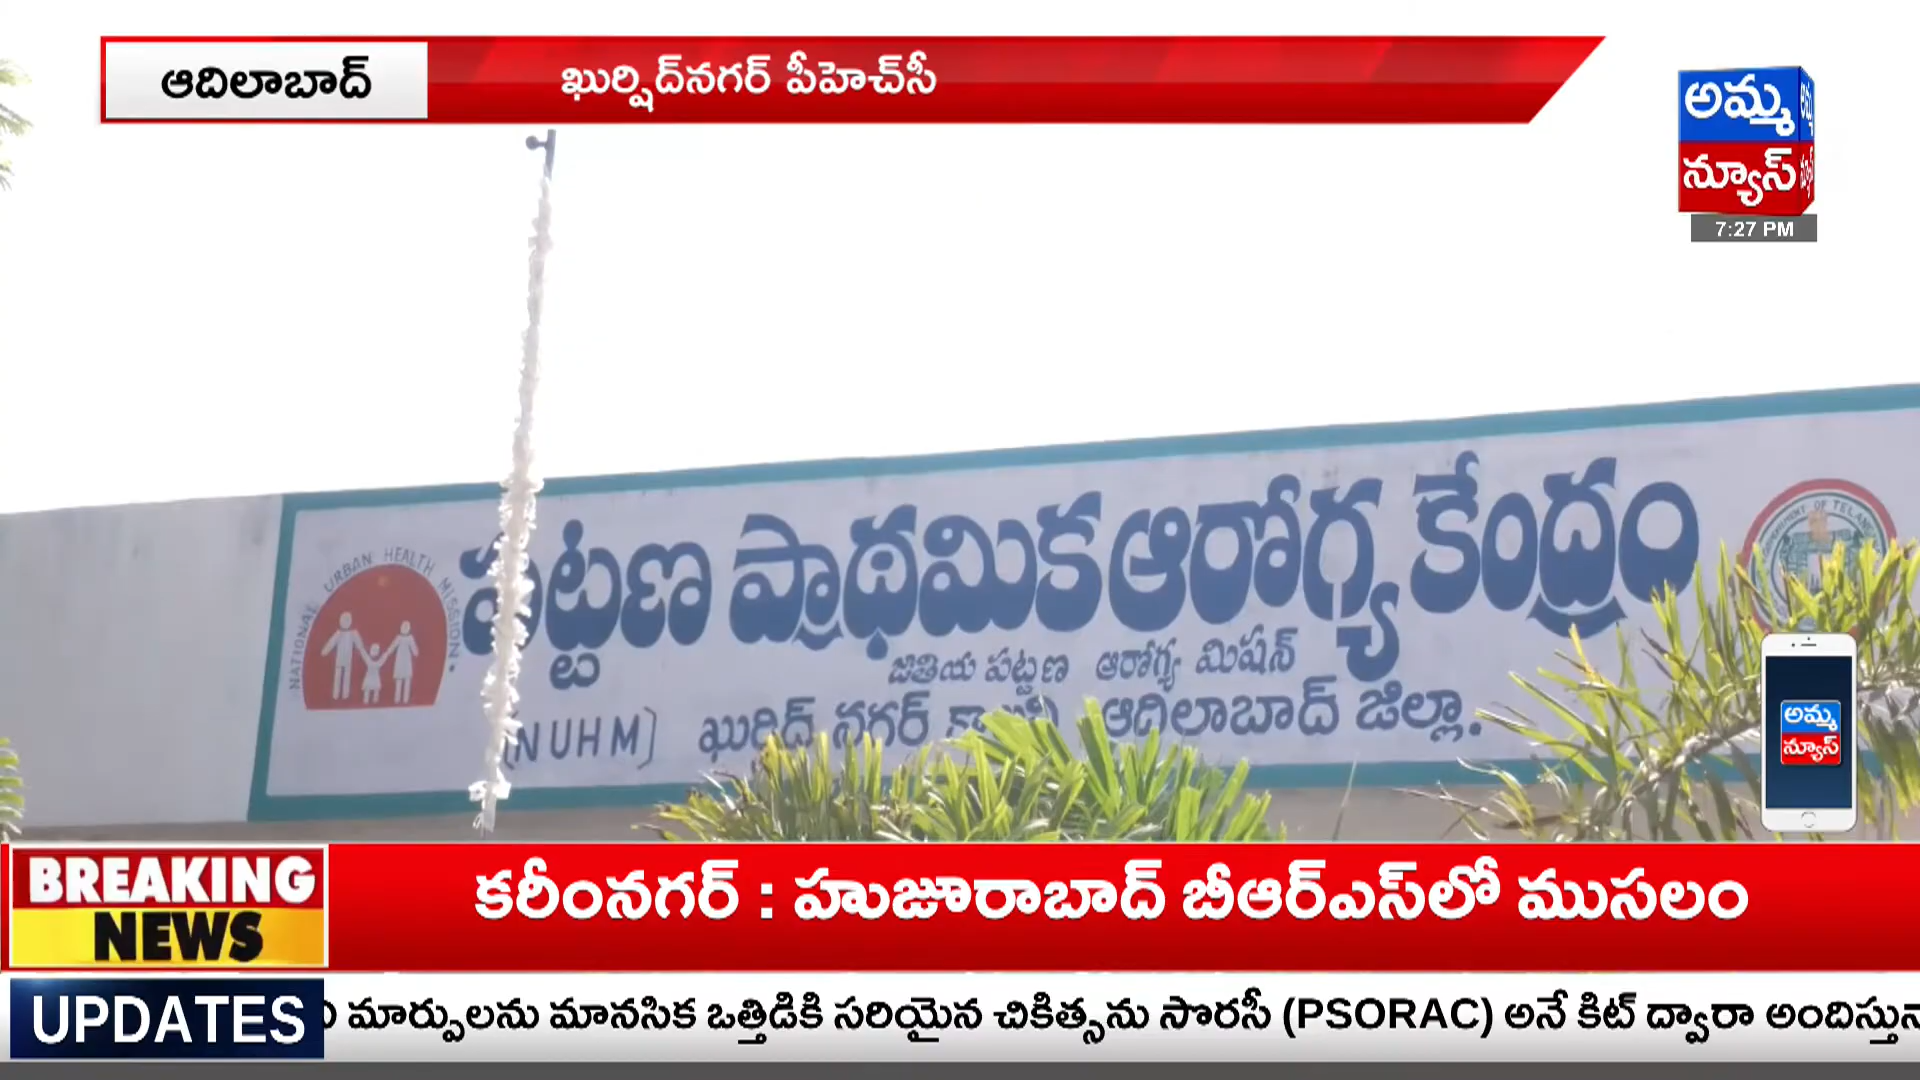 ఆదిలాబాద్
ఖుర్షిద్‌నగర్ పీహెచ్‌సీ
అమ్మ
న్యూస్
7:27 PM
NATIONAL URBAN HEALTH MISSION.
పట్టణ ప్రాథమిక ఆరోగ్య కేంద్రం
జాతీయ పట్టణ ఆరోగ్య మిషన్
(NUHM) ఖుర్షిద్ నగర్ ఆదిలాబాద్ జిల్లా.
అమ్మ
న్యూస్
BREAKING
NEWS
కరీంనగర్ : హుజూరాబాద్ బీఆర్ఎస్‌లో ముసలం
UPDATES
మార్పులను మానసిక ఒత్తిడికి సరియైన చికిత్సను సొరసీ (PSORAC) అనే కిట్ ద్వారా